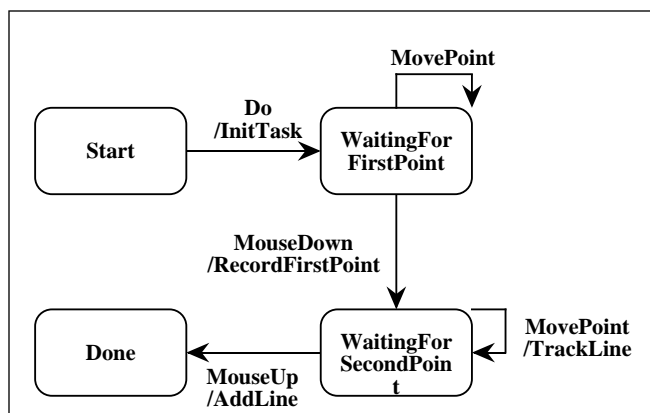 MovePoint
Do
/InitTask
Start
WaitingFor
FirstPoint
MouseDown
/RecordFirstPoint
Done
WaitingFor
SecondPoin
t
MovePoint
/TrackLine
MouseUp
/AddLine